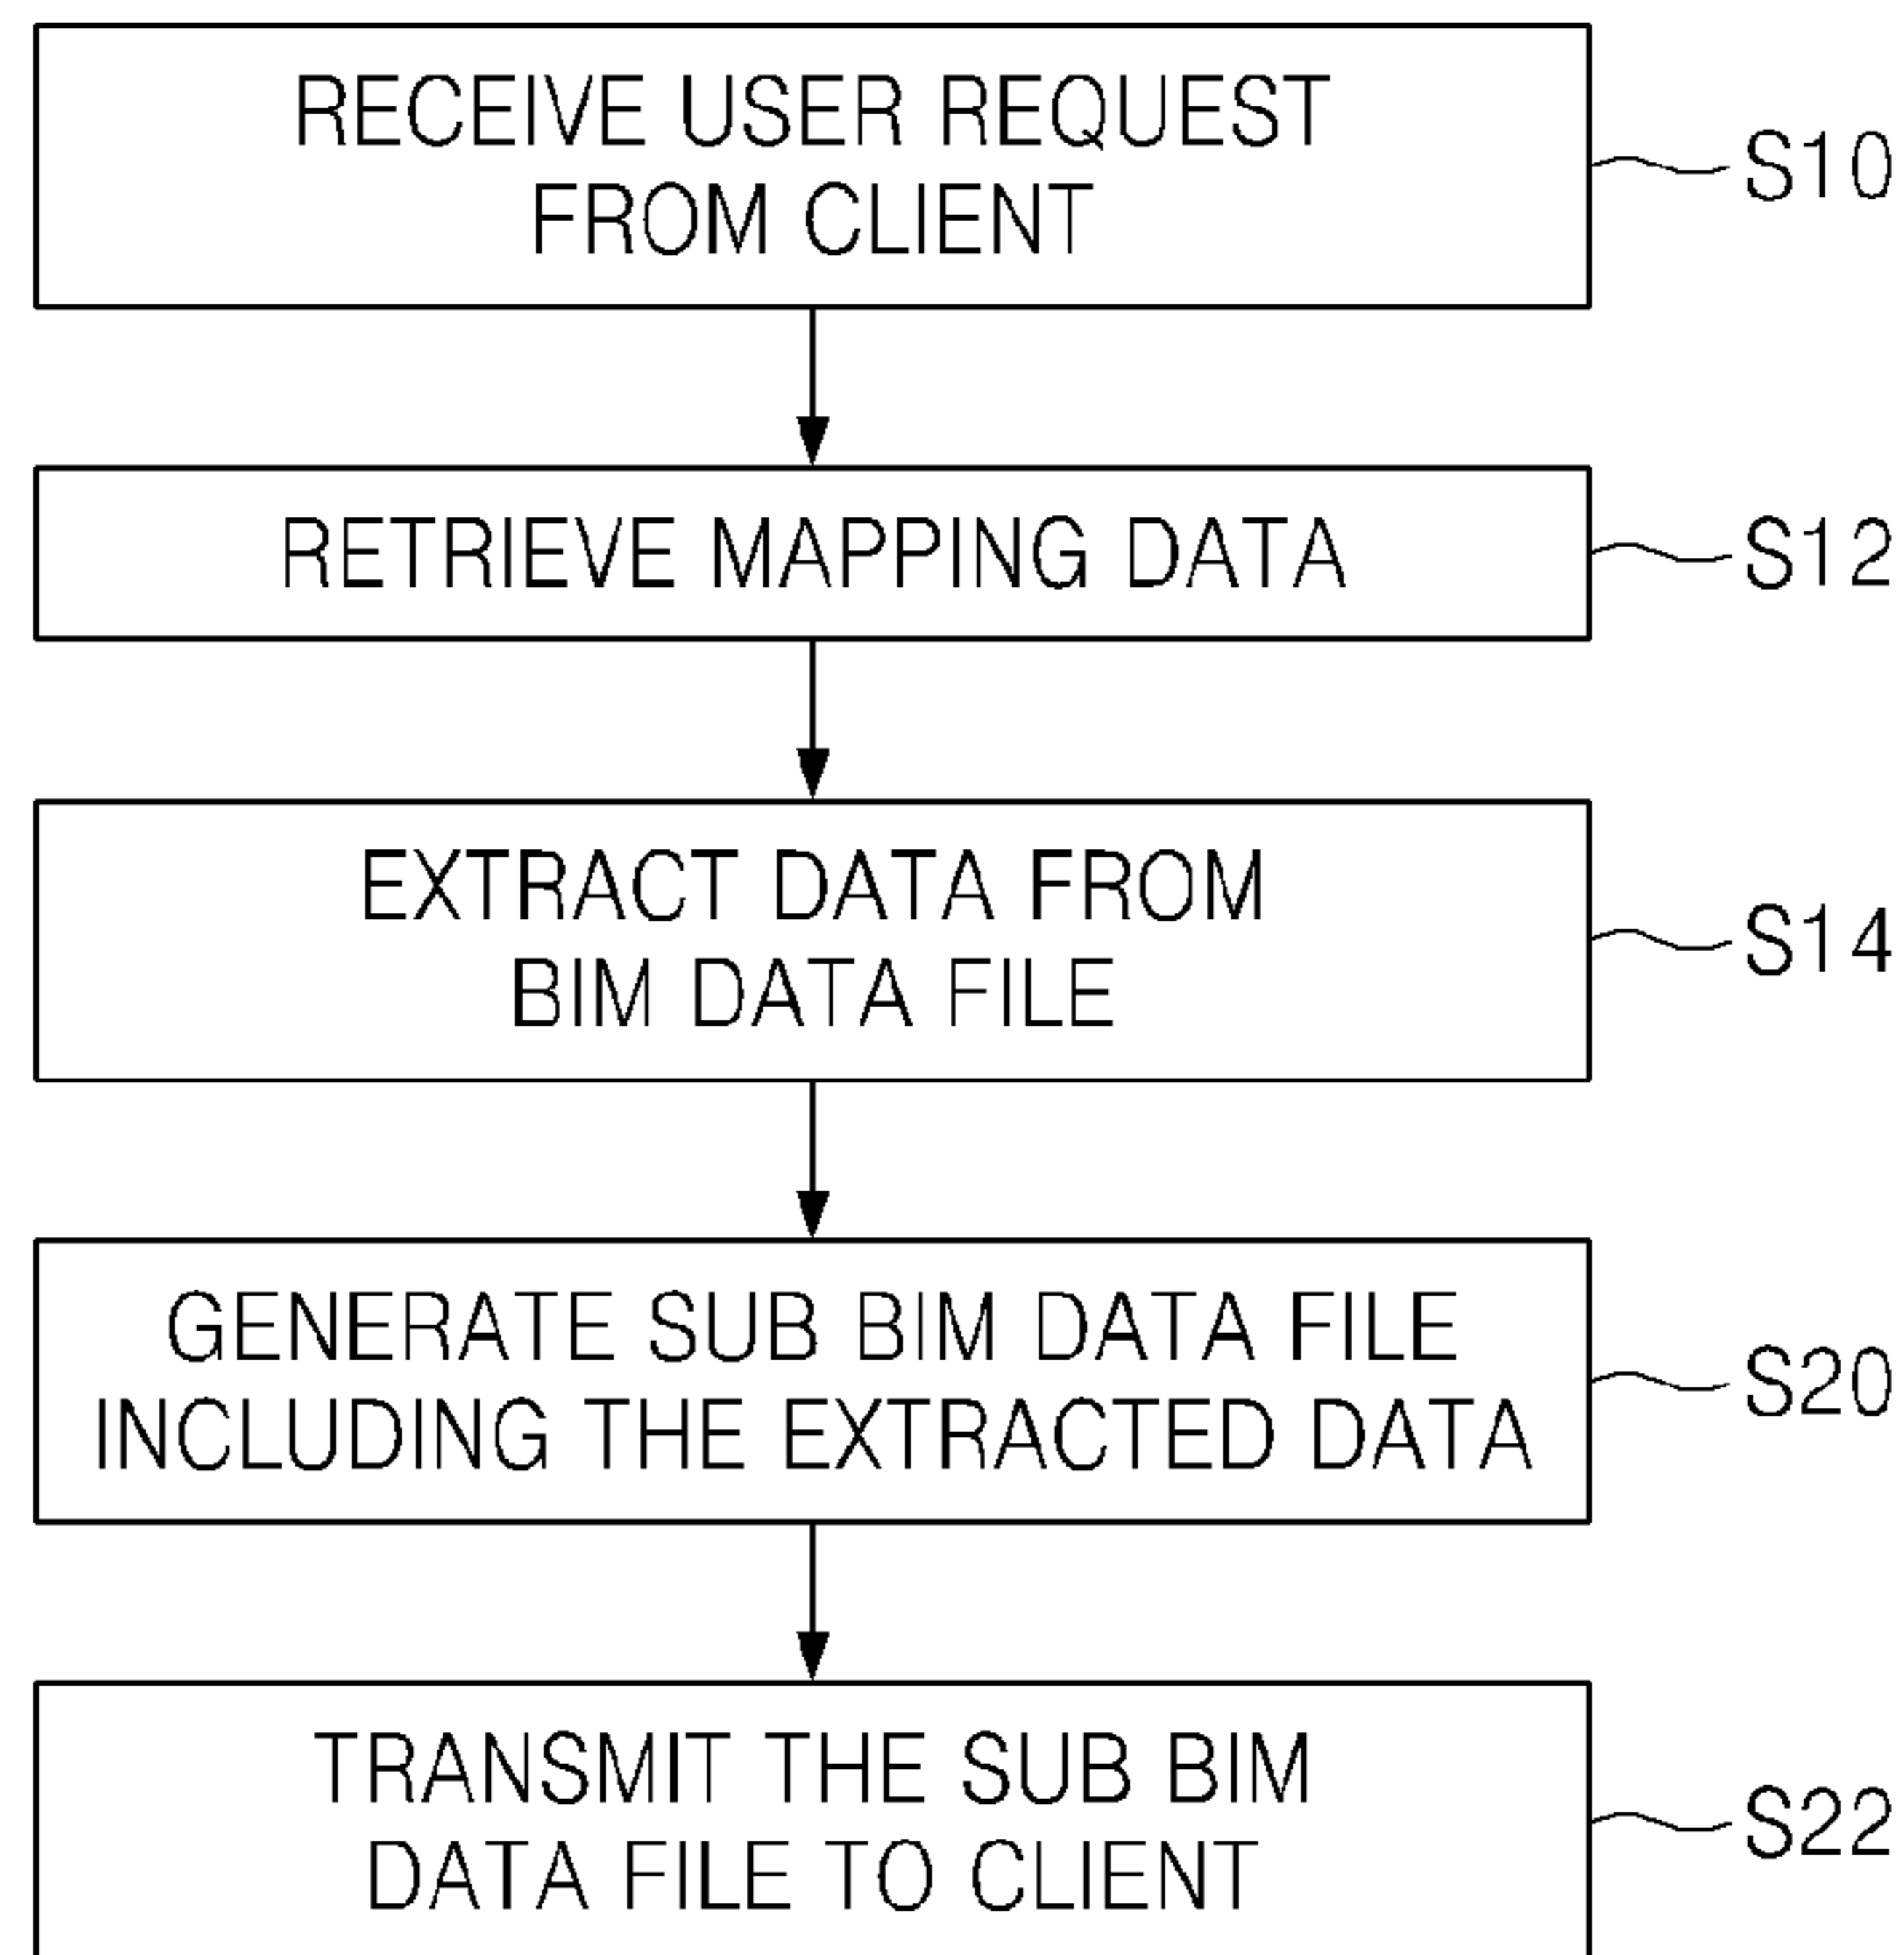 RECEIVE USER REQUEST
FROM CLIENT
S10
RETRIEVE MAPPING DATA
S12
EXTRACT DATA FROM
BIM DATA FILE
S14
GENERATE SUB BIM DATA FILE
INCLUDING THE EXTRACTED DATA
S20
TRANSMIT THE SUB BIM
DATA FILE TO CLIENT
S22